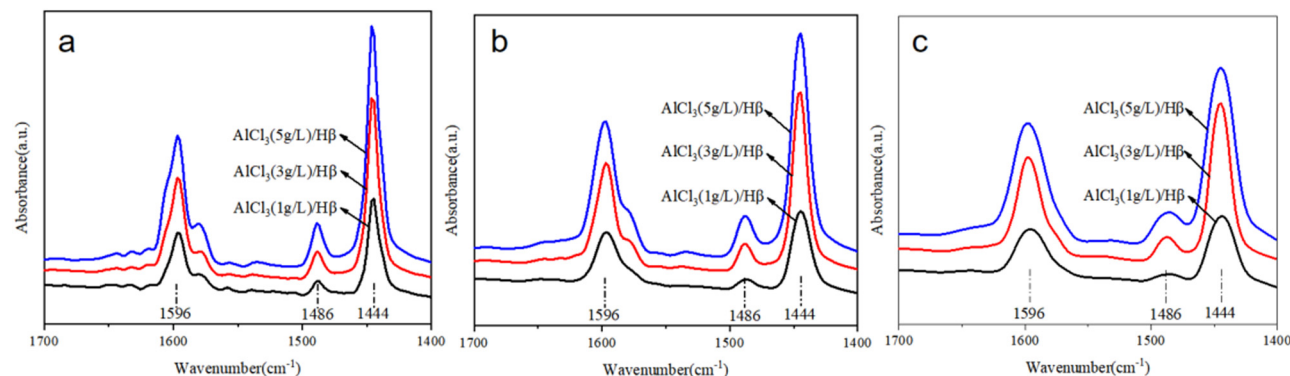 a
Absorbance(a.u.)
AlCl₃(5g/L)/Hβ
AlCl₃(3g/L)/Hβ
AlCl₃(1g/L)/Hβ
1596
1486
1444
1700
1600
1500
1400
Wavenumber(cm⁻¹)
b
Absorbance(a.u.)
AlCl₃(5g/L)/Hβ
AlCl₃(3g/L)/Hβ
AlCl₃(1g/L)/Hβ
1596
1486
1444
1700
1600
1500
1400
Wavenumber(cm⁻¹)
c
Absorbance(a.u.)
AlCl₃(5g/L)/Hβ
AlCl₃(3g/L)/Hβ
AlCl₃(1g/L)/Hβ
1596
1486
1444
1700
1600
1500
1400
Wavenumber(cm⁻¹)